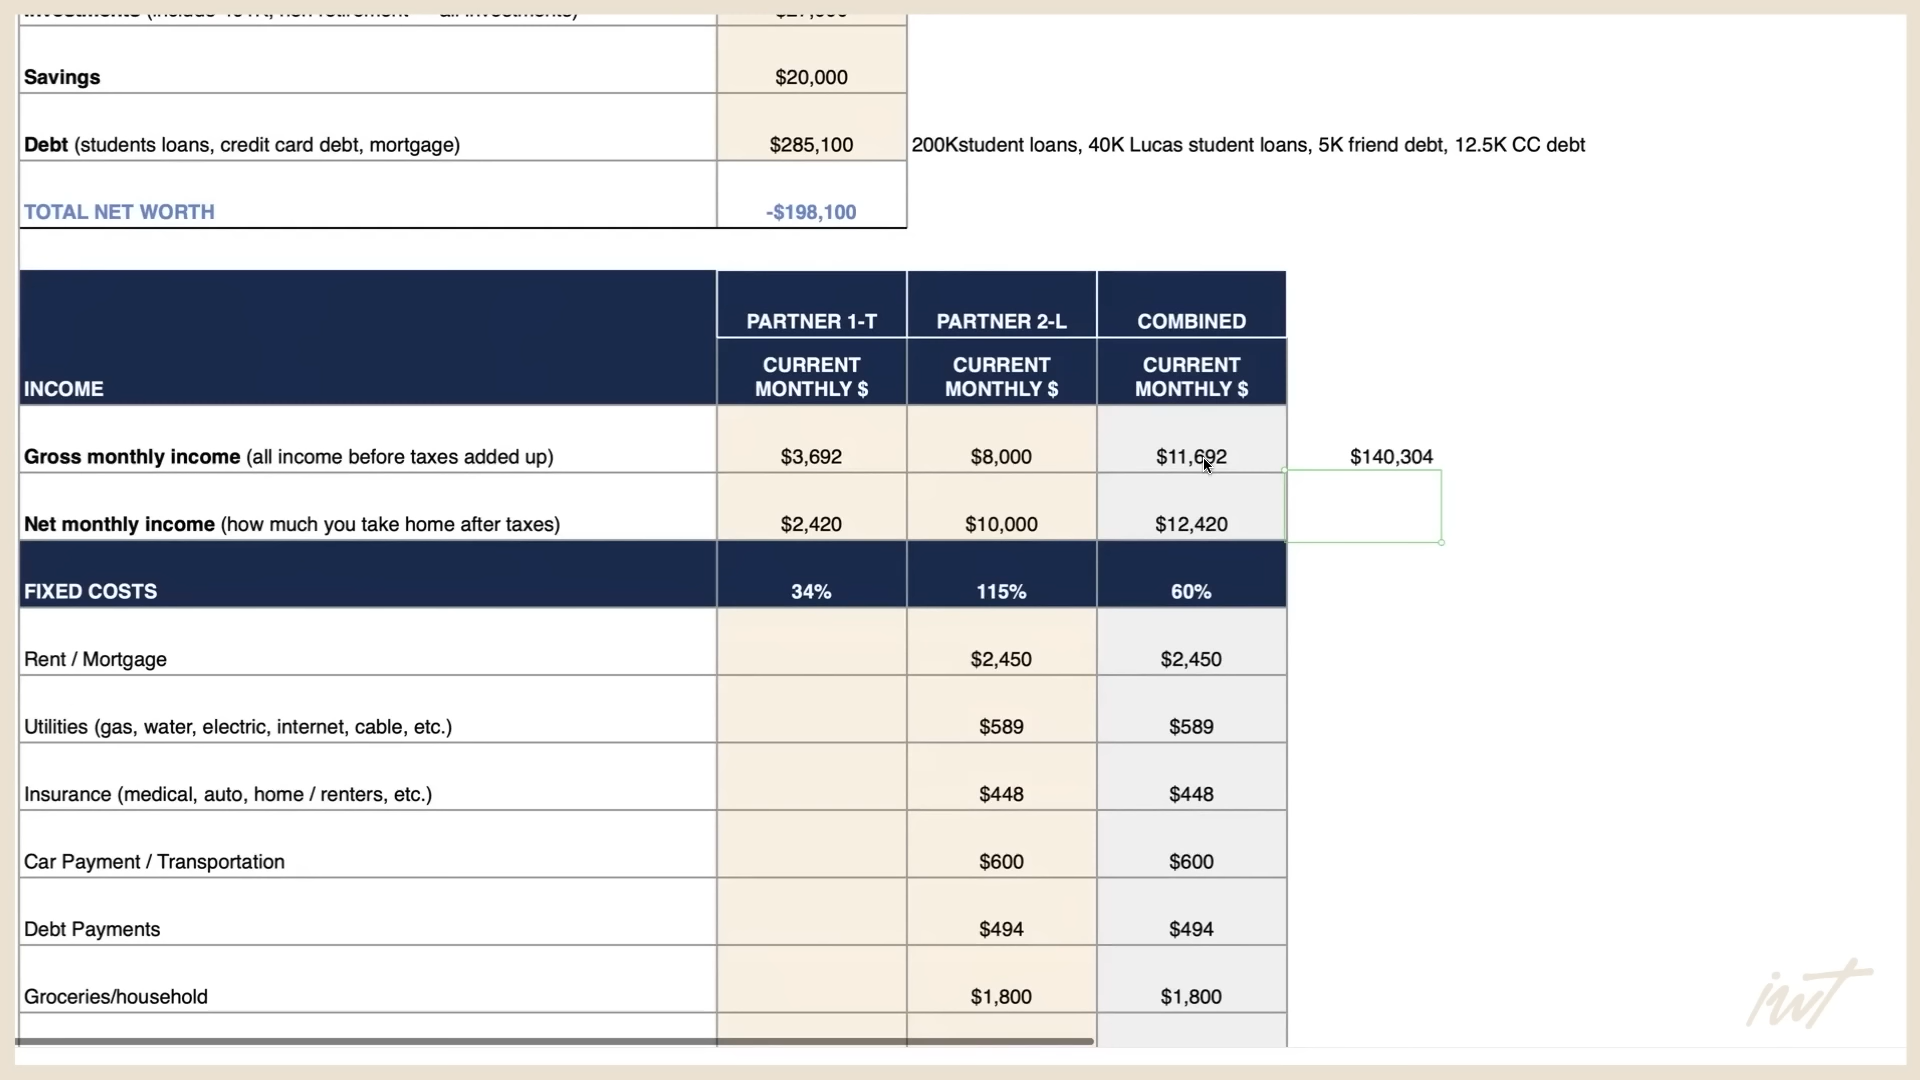 Savings $20,000
Debt (students loans, credit card debt, mortgage) $285,100 200Kstudent loans, 40K Lucas student loans, 5K friend debt, 12.5K CC debt
TOTAL NET WORTH -$198,100
PARTNER 1-T PARTNER 2-L COMBINED
INCOME CURRENT MONTHLY $ CURRENT MONTHLY $ CURRENT MONTHLY $
Gross monthly income (all income before taxes added up) $3,692 $8,000 $11,692 $140,304
Net monthly income (how much you take home after taxes) $2,420 $10,000 $12,420
FIXED COSTS 34% 115% 60%
Rent / Mortgage $2,450 $2,450
Utilities (gas, water, electric, internet, cable, etc.) $589 $589
Insurance (medical, auto, home / renters, etc.) $448 $448
Car Payment / Transportation $600 $600
Debt Payments $494 $494
Groceries/household $1,800 $1,800
iwt